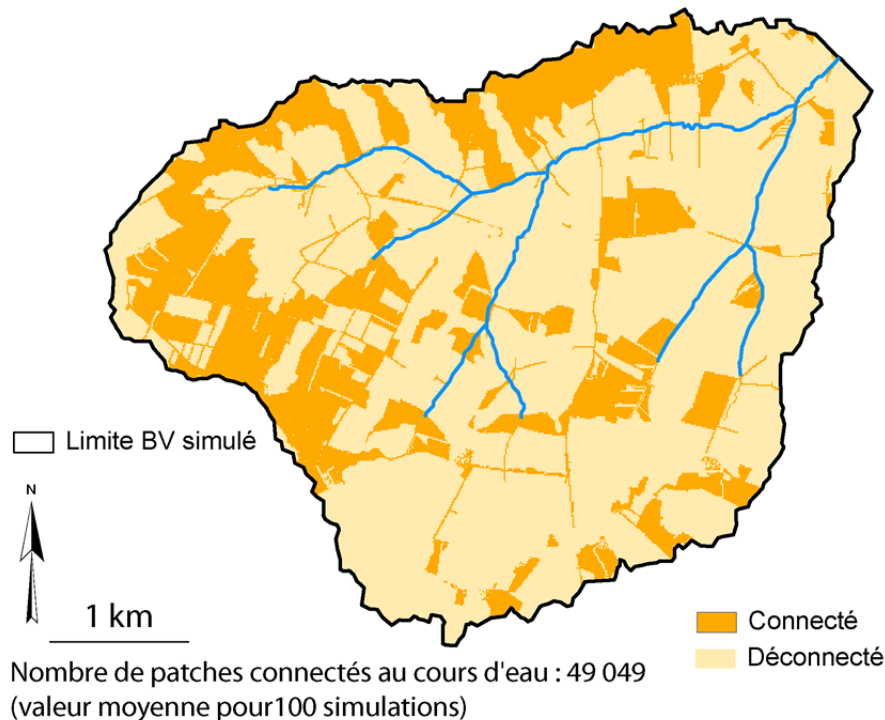 Limite BV simulé
N
1 km
Connecté
Déconnecté
Nombre de patches connectés au cours d'eau : 49 049
(valeur moyenne pour100 simulations)